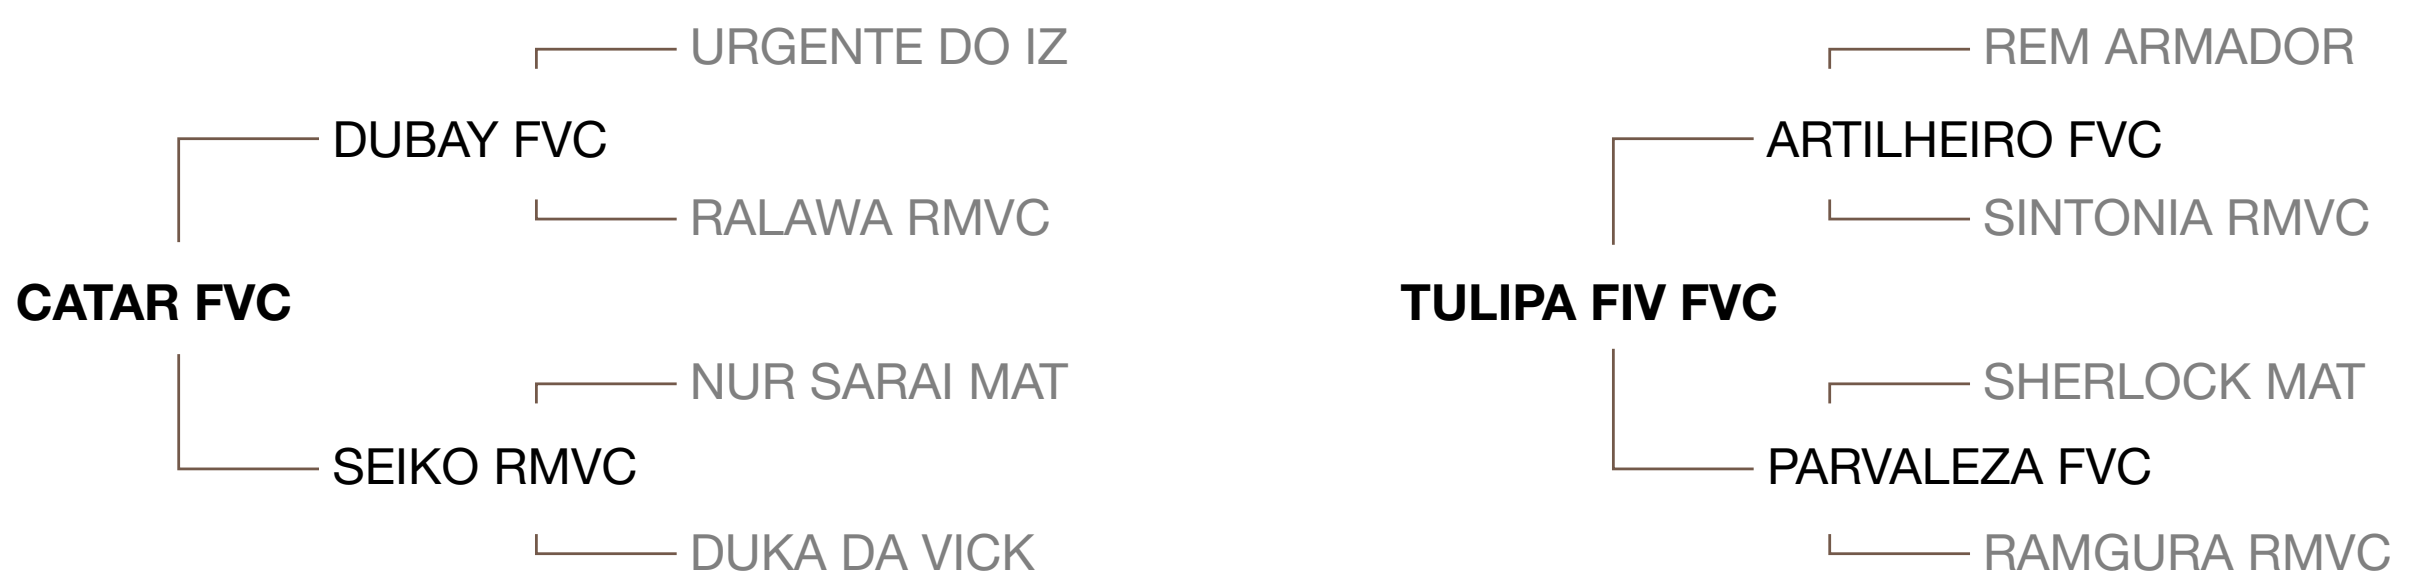 URGENTE DO IZ
DUBAY FVC
RALAWA RMVC
CATAR FVC
NUR SARAI MAT
SEIKO RMVC
DUKA DA VICK
REM ARMADOR
ARTILHEIRO FVC
SINTONIA RMVC
TULIPA FIV FVC
SHERLOCK MAT
PARVALEZA FVC
RAMGURA RMVC